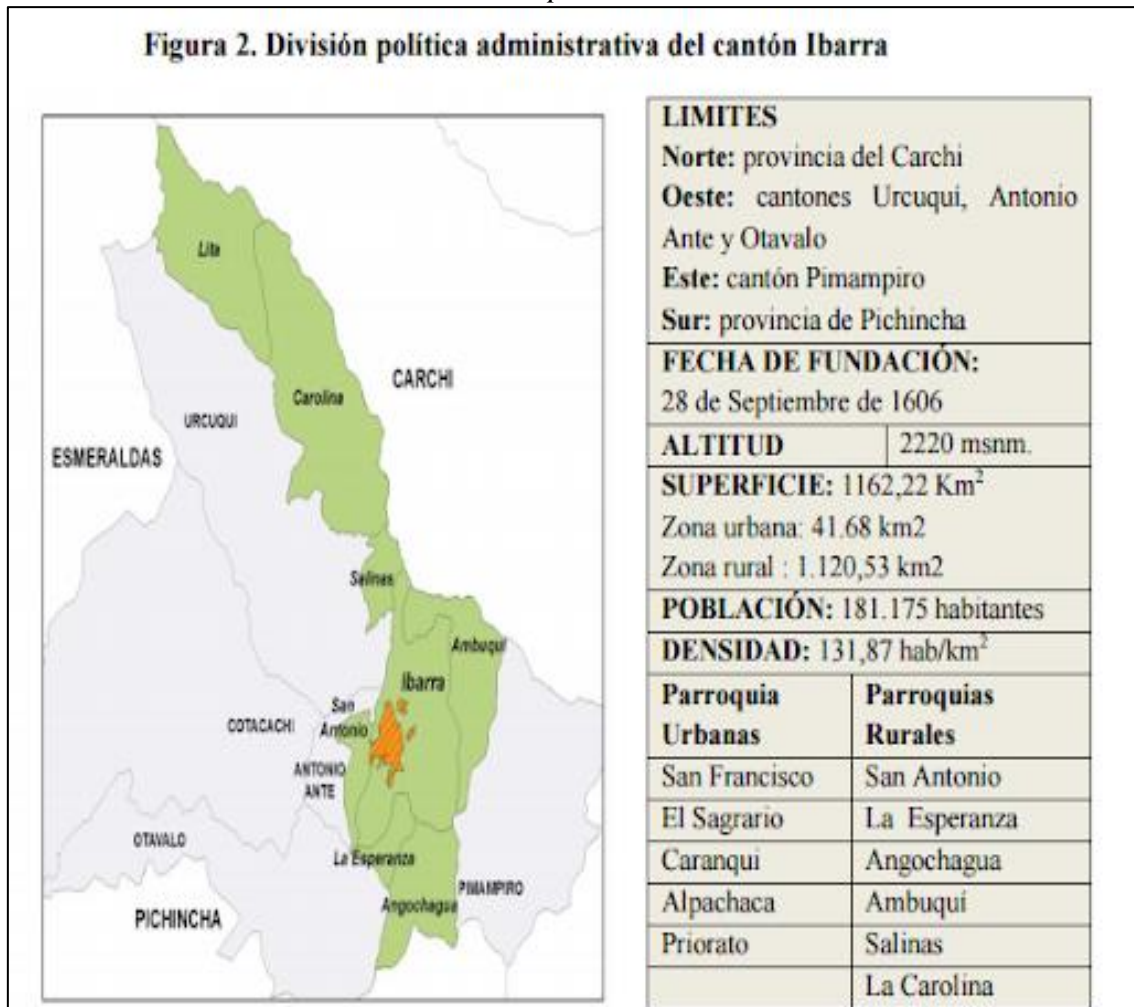 Figura 2. División política administrativa del cantón Ibarra
Lita
Carolina
CARCHI
URCUQUI
ESMERALDAS
Salinas
Ambuquí
Ibarra
San
Antonio
COTACACHI
ANTONIO
ANTE
OTAVALO
La Esperanza
PIMAMPIRO
Angochagua
PICHINCHA
LIMITES
Norte: provincia del Carchi
Oeste: cantones Urcuquí, Antonio
Ante y Otavalo
Este: cantón Pimampiro
Sur: provincia de Pichincha
FECHA DE FUNDACIÓN:
28 de Septiembre de 1606
ALTITUD 2220 msnm.
SUPERFICIE: 1162,22 Km²
Zona urbana: 41.68 km2
Zona rural : 1.120,53 km2
POBLACIÓN: 181.175 habitantes
DENSIDAD: 131,87 hab/km²
Parroquia Parroquias
Urbanas Rurales
San Francisco San Antonio
El Sagrario La Esperanza
Caranqui Angochagua
Alpachaca Ambuquí
Priorato Salinas
La Carolina